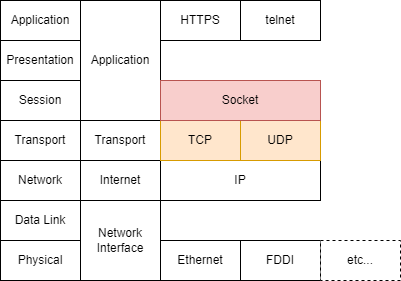 Application
Application
HTTPS
telnet
Presentation
Session
Socket
Transport
Transport
TCP
UDP
Network
Internet
IP
Data Link
Network
Interface
Physical
Ethernet
FDDI
etc...